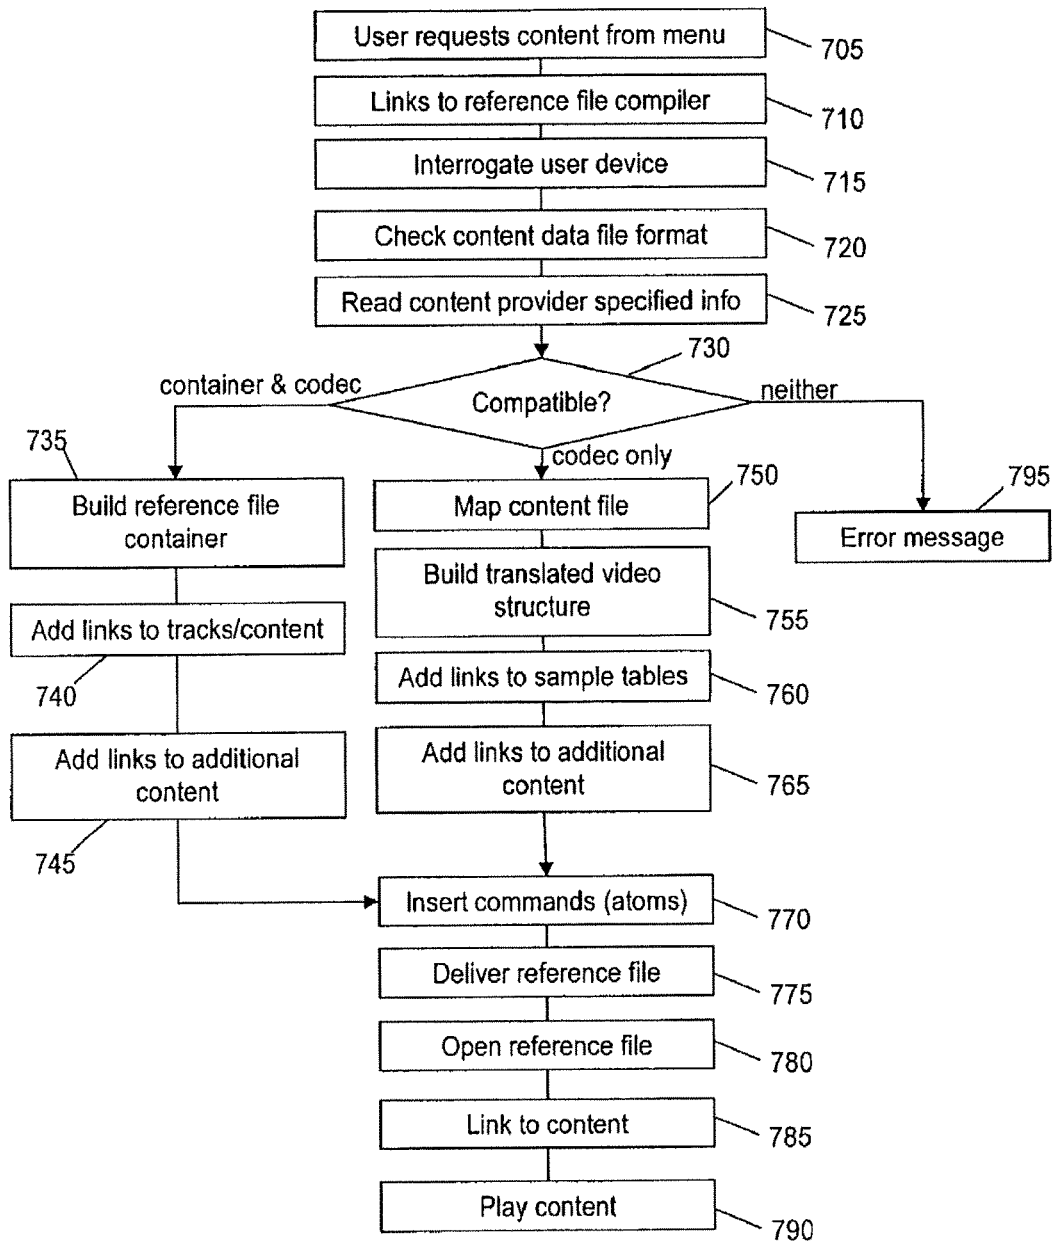 User requests content from menu
705
Links to reference file compiler
710
Interrogate user device
715
Check content data file format
720
Read content provider specified info
725
730
Compatible?
container & codec
codec only
neither
735
Build reference file
container
Add links to tracks/content
740
Add links to additional
content
745
Map content file
750
Build translated video
structure
755
Add links to sample tables
760
Add links to additional
content
765
795
Error message
Insert commands (atoms)
770
Deliver reference file
775
Open reference file
780
Link to content
785
Play content
790